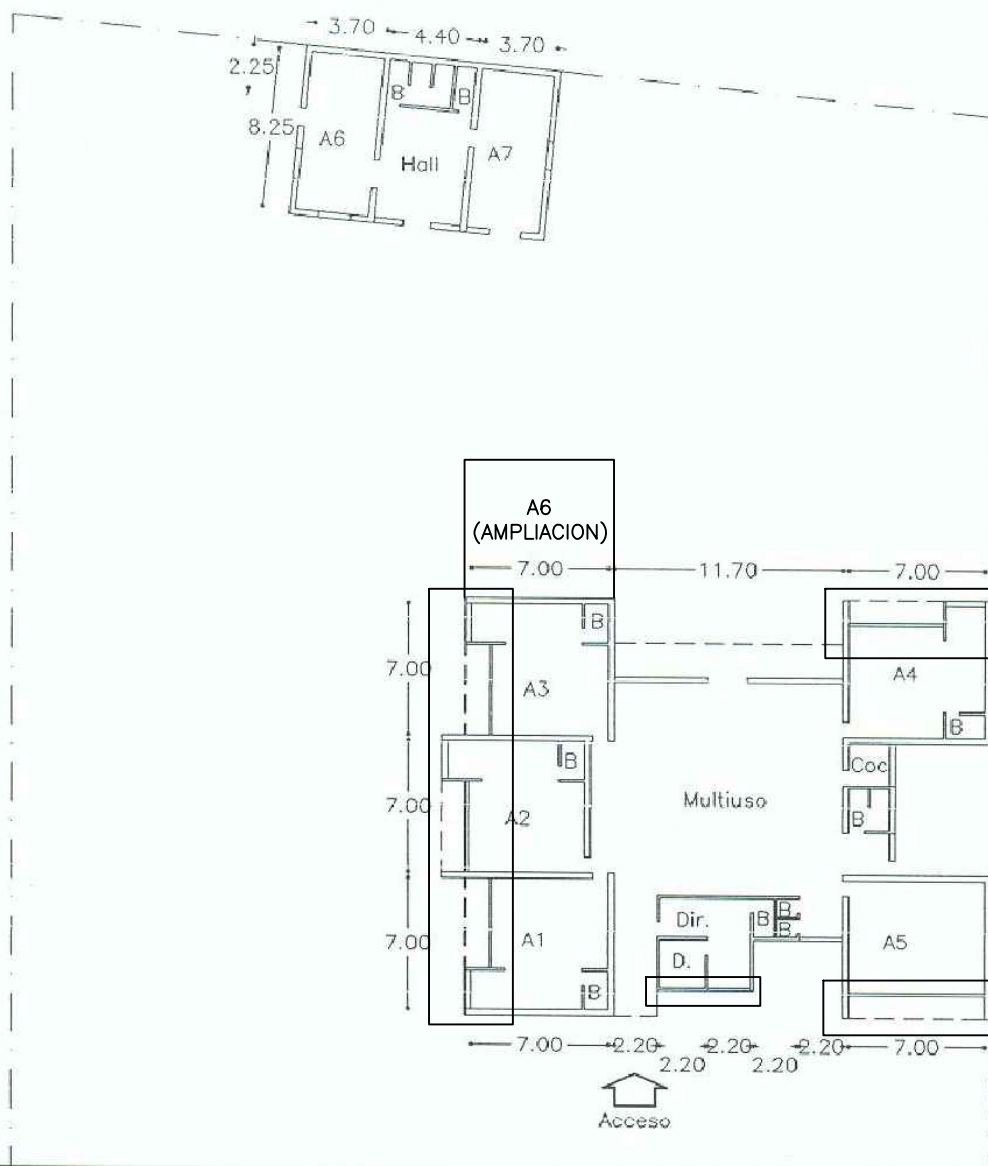 3.70 4.40 3.70
2.25
8.25
B B
A6 Hall A7
A6
(AMPLIACION)
7.00 11.70 7.00
B
7.00 A3 A4
B
B Coc
7.00 A2 Multiuso B
Dir. B B
B
7.00 A1 D. A5
B
7.00 2.20 2.20 2.20 2.20 2.20 7.00
Acceso